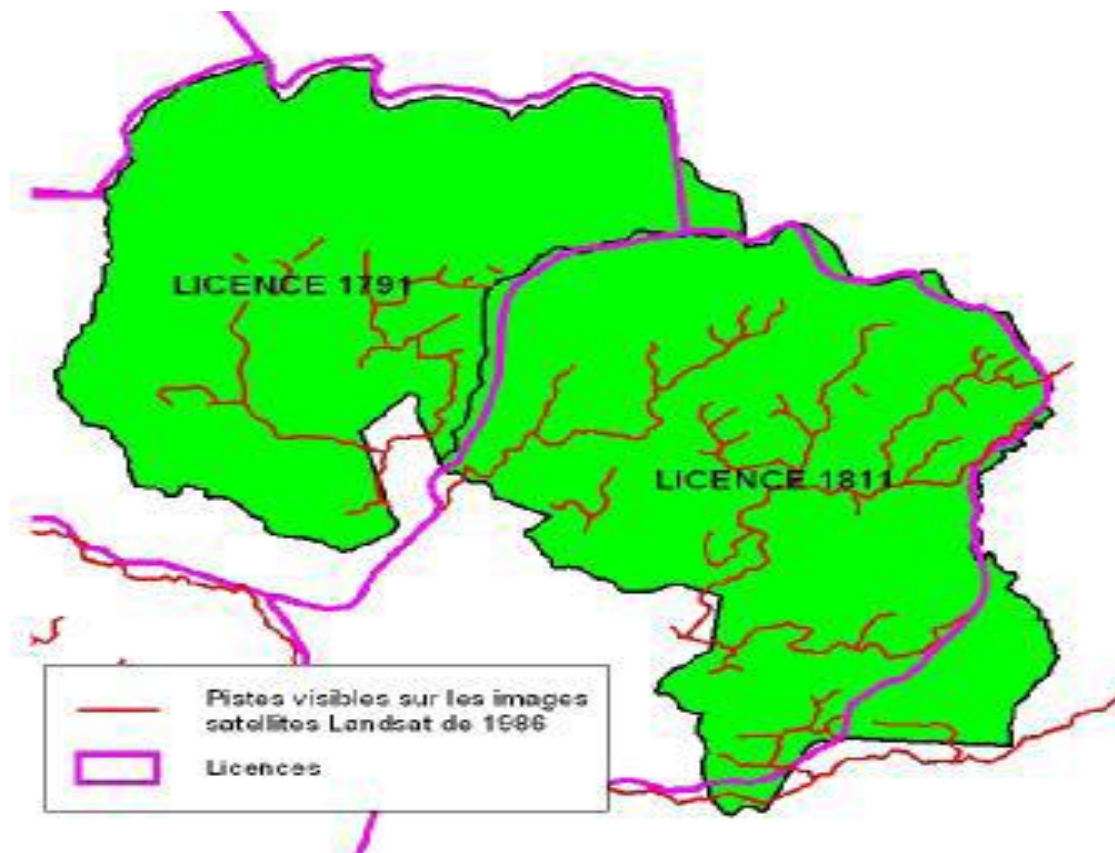 LICENCE 1791
LICENCE 1811
Pistes visibles sur les images
satellites Landsat de 1986
Licences